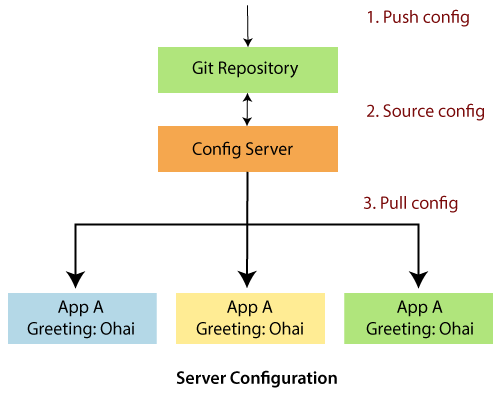 1. Push config
Git Repository
2. Source config
Config Server
3. Pull config
App A
Greeting: Ohai
App A
Greeting: Ohai
App A
Greeting: Ohai
Server Configuration